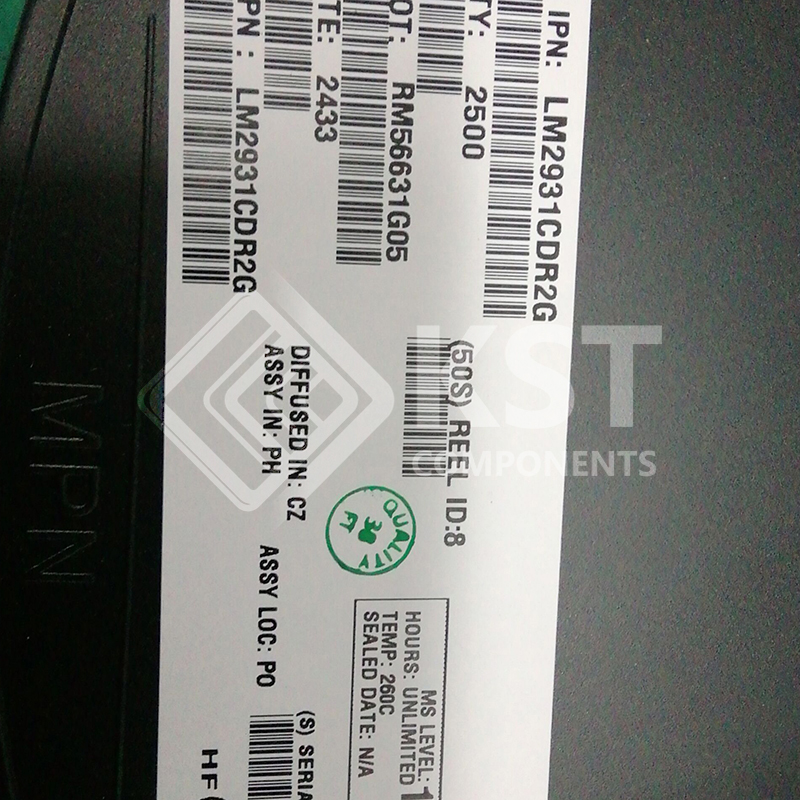 IPN: LM2931CDR2G
TY: 2500
OT: RM56631G05
TE: 2433
PN: LM2931CDR2G
(50S) REEL ID:8
DIFFUSED IN: CZ
ASSY IN: PH
ASSY LOC: PO
QUALITY
MS LEVEL: 1
HOURS: UNLIMITED
TEMP: 260C
SEALED DATE: N/A
(S) SERIA
HF(
MPN
KST
COMPONENTS